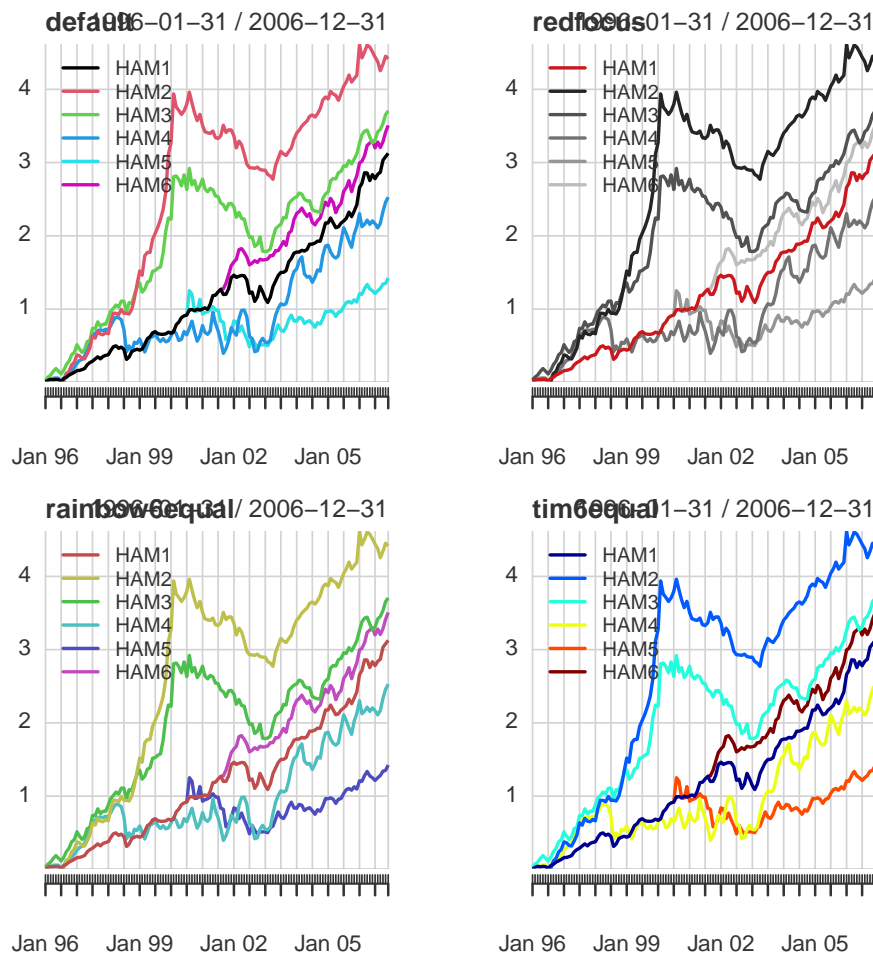 default 1996–01–31 / 2006–12–31
4
3
2
1
HAM1
HAM2
HAM3
HAM4
HAM5
HAM6
Jan 96 Jan 99 Jan 02 Jan 05
redfocus 1996–01–31 / 2006–12–31
4
3
2
1
HAM1
HAM2
HAM3
HAM4
HAM5
HAM6
Jan 96 Jan 99 Jan 02 Jan 05
rainbow6equal 1996–01–31 / 2006–12–31
4
3
2
1
HAM1
HAM2
HAM3
HAM4
HAM5
HAM6
Jan 96 Jan 99 Jan 02 Jan 05
tim6equal 1996–01–31 / 2006–12–31
4
3
2
1
HAM1
HAM2
HAM3
HAM4
HAM5
HAM6
Jan 96 Jan 99 Jan 02 Jan 05